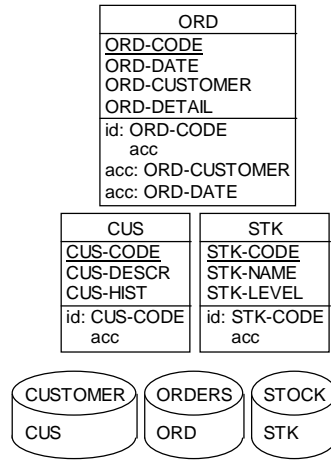 ORD
ORD-CODE
ORD-DATE
ORD-CUSTOMER
ORD-DETAIL
id: ORD-CODE
acc
acc: ORD-CUSTOMER
acc: ORD-DATE
CUS
CUS-CODE
CUS-DESCR
CUS-HIST
id: CUS-CODE
acc
STK
STK-CODE
STK-NAME
STK-LEVEL
id: STK-CODE
acc
CUSTOMER
CUS
ORDERS
ORD
STOCK
STK